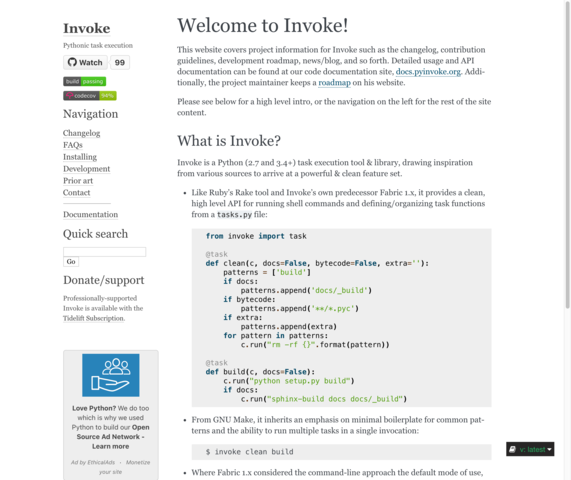 Invoke
Pythonic task execution
Watch 99
build passing
codecov 90%
Navigation
Changelog
FAQs
Installing
Development
Prior art
Contact
Documentation
Quick search
Go
Donate/support
Professionally-supported
Invoke is available with the
Tidelift Subscription.
Love Python? We do too
which is why we used
Python to build our Open
Source Ad Network -
Learn more
Ad by EthicalAds · Monetize
your site
Welcome to Invoke!
This website covers project information for Invoke such as the changelog, contribution
guidelines, development roadmap, news/blog, and so forth. Detailed usage and API
documentation can be found at our code documentation site, docs.pyinvoke.org. Addi-
tionally, the project maintainer keeps a roadmap on his website.
Please see below for a high level intro, or the navigation on the left for the rest of the site
content.
What is Invoke?
Invoke is a Python (2.7 and 3.4+) task execution tool & library, drawing inspiration
from various sources to arrive at a powerful & clean feature set.
• Like Ruby's Rake tool and Invoke's own predecessor Fabric 1.x, it provides a clean,
high level API for running shell commands and defining/organizing task functions
from a tasks.py file:
from invoke import task
@task
def clean(c, docs=False, bytecode=False, extra=''):
patterns = ['build']
if docs:
patterns.append('docs/_build')
if bytecode:
patterns.append('**/*.pyc')
if extra:
patterns.append(extra)
for pattern in patterns:
c.run("rm -rf {}".format(pattern))
@task
def build(c, docs=False):
c.run("python setup.py build")
if docs:
c.run("sphinx-build docs docs/_build")
• From GNU Make, it inherits an emphasis on minimal boilerplate for common pat-
terns and the ability to run multiple tasks in a single invocation:
$ invoke clean build
• Where Fabric 1.x considered the command-line approach the default mode of use,
v: latest